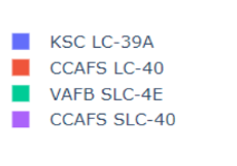 KSC LC-39A
CCAFS LC-40
VAFB SLC-4E
CCAFS SLC-40